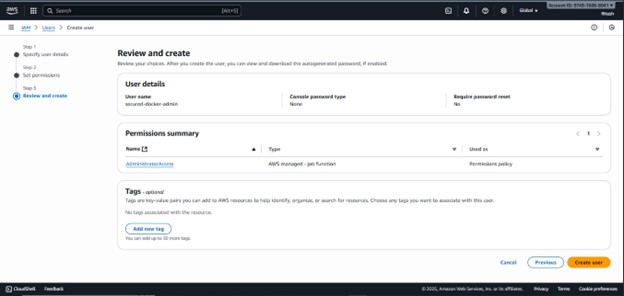 aws
Search
[Alt+S]
Global
IAM > Users > Create user
Step 1
Specify user details
Step 2
Set permissions
Step 3
Review and create
Review and create
Review your choices. After you create the user, you can view and download the autogenerated password, if enabled.
User details
User name
secured-docker-admin
Console password type
None
Require password reset
No
Permissions summary
1
Name
Type
Used as
AdministratorAccess
AWS managed - job function
Permissions policy
Tags - optional
Tags are key-value pairs you can add to AWS resources to help identify, organize, or search for resources. Choose any tags you want to associate with this user.
No tags associated with the resource.
Add new tag
You can add up to 50 more tags.
Cancel
Previous
Create user
CloudShell
Feedback
© 2025, Amazon Web Services, Inc. or its affiliates.
Privacy
Terms
Cookie preferences